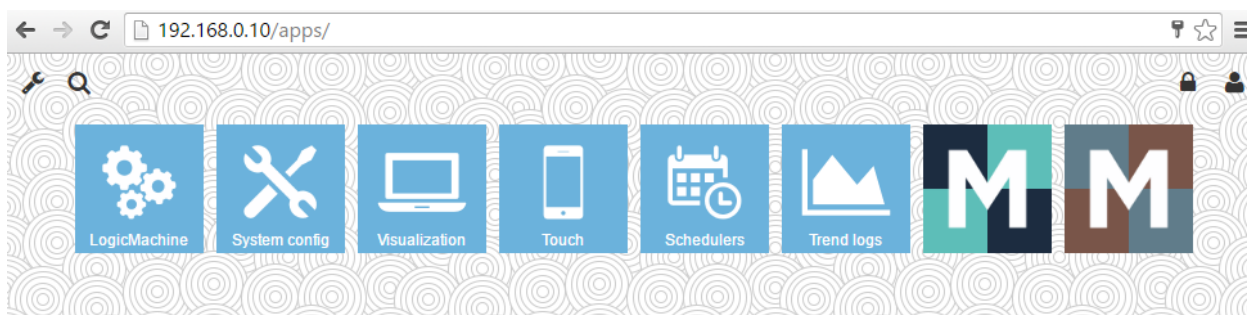 192.168.0.10/apps/
LogicMachine System config Visualization Touch Schedulers Trend logs M M